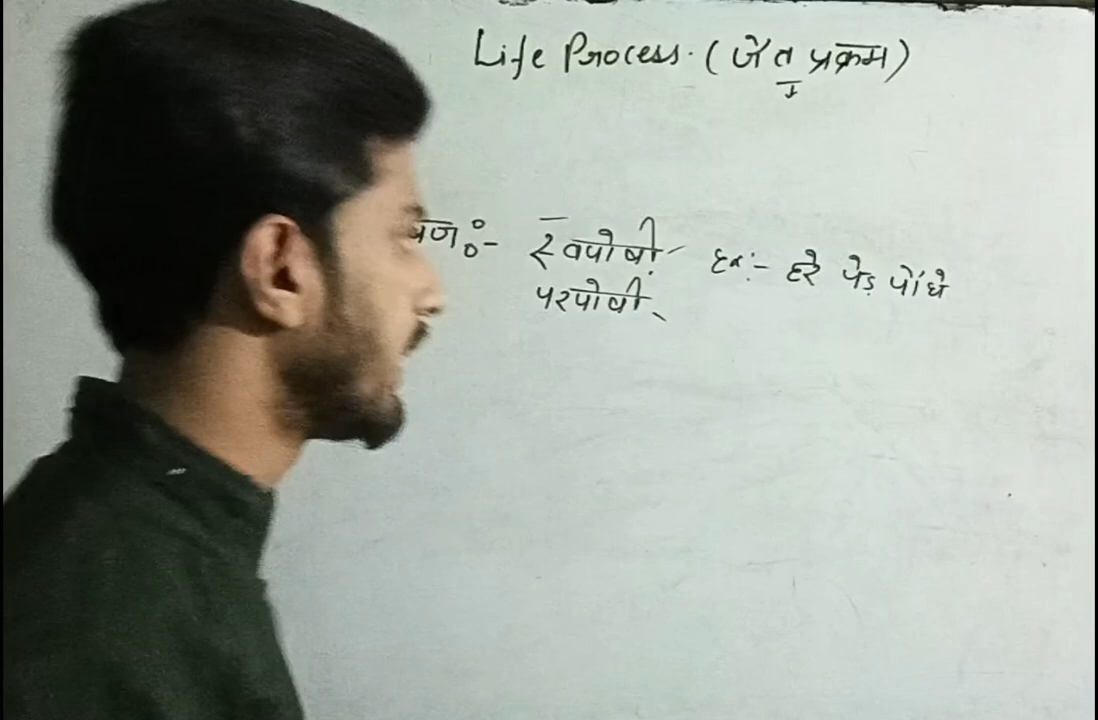 Life Process. (जैव प्रक्रम)
स्वपोषी Ex:- हरे पेड़ पौधे
परपोषी